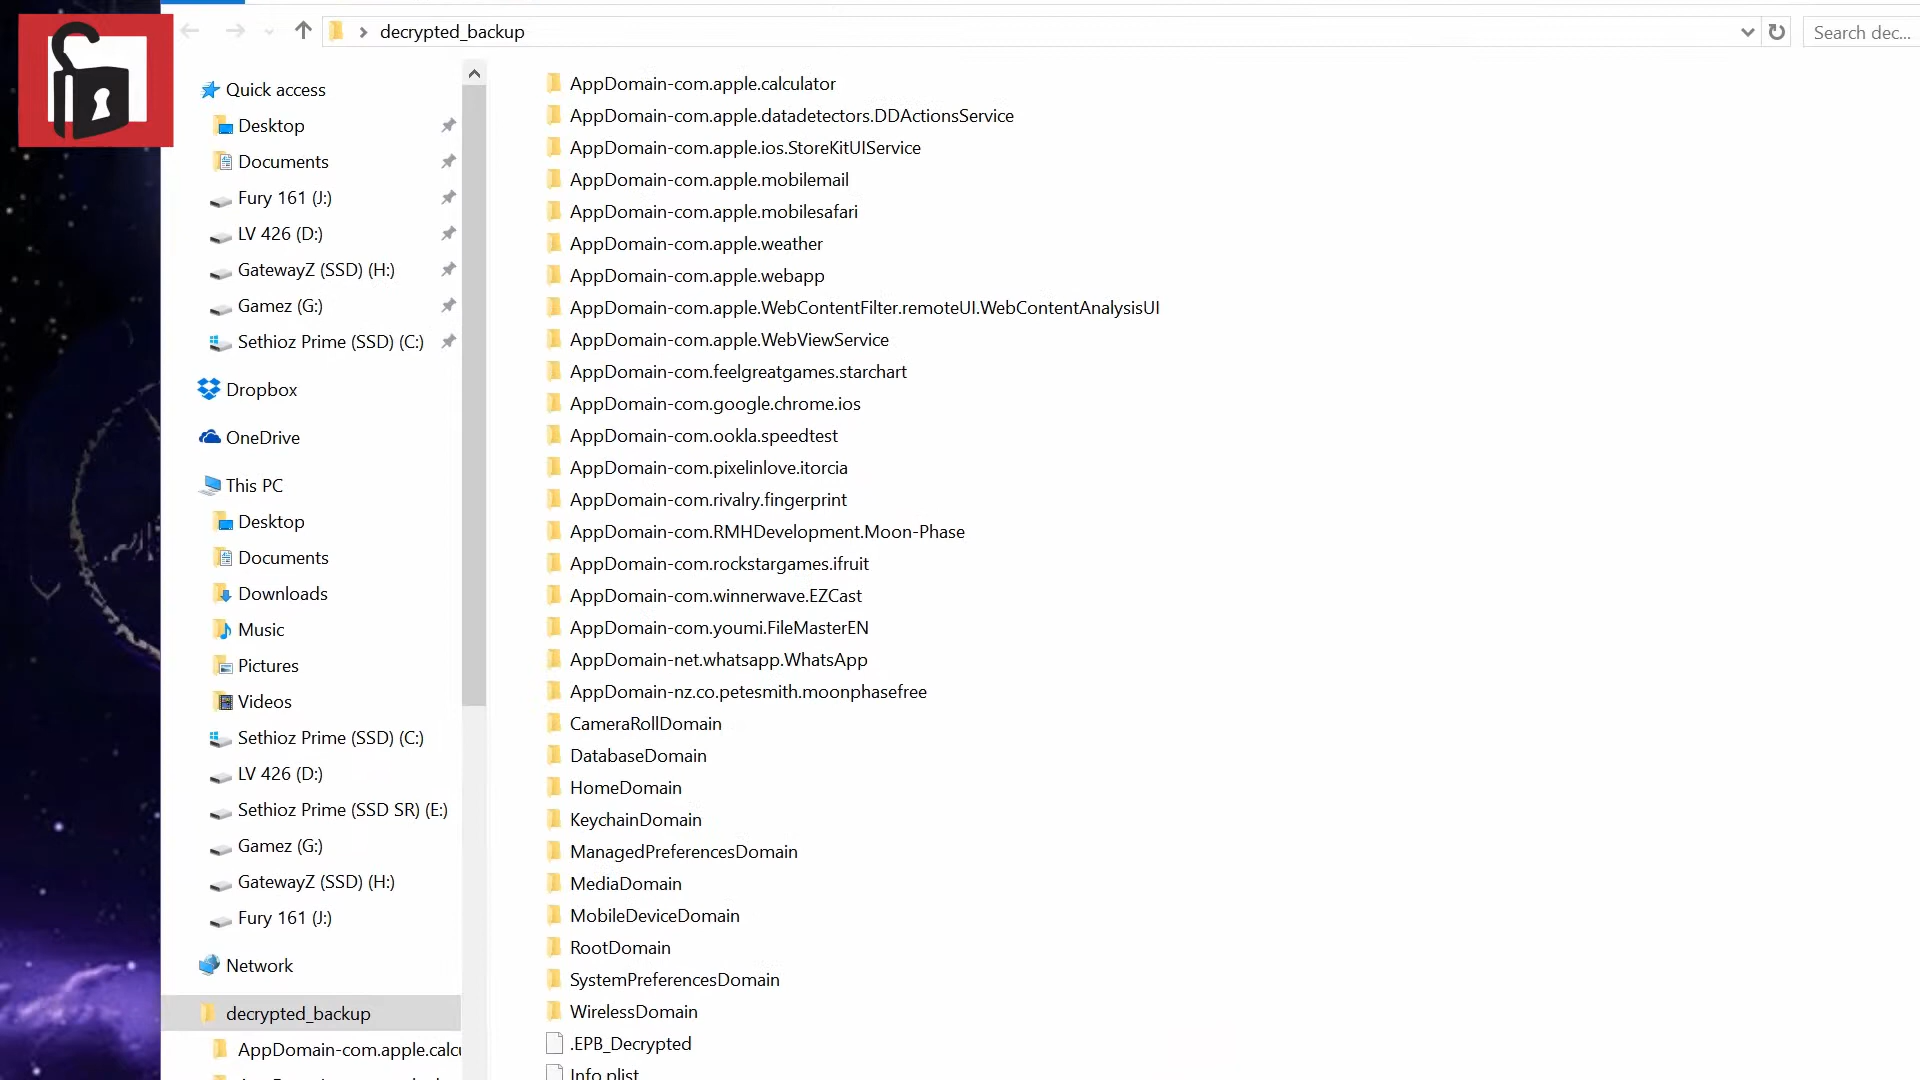 decrypted_backup
Search dec...
Quick access
Desktop
Documents
Fury 161 (J:)
LV 426 (D:)
GatewayZ (SSD) (H:)
Gamez (G:)
Sethioz Prime (SSD) (C:)
Dropbox
OneDrive
This PC
Desktop
Documents
Downloads
Music
Pictures
Videos
Sethioz Prime (SSD) (C:)
LV 426 (D:)
Sethioz Prime (SSD SR) (E:)
Gamez (G:)
GatewayZ (SSD) (H:)
Fury 161 (J:)
Network
decrypted_backup
AppDomain-com.apple.calcu
AppDomain-com.apple.calculator
AppDomain-com.apple.datadetectors.DDActionsService
AppDomain-com.apple.ios.StoreKitUIService
AppDomain-com.apple.mobilemail
AppDomain-com.apple.mobilesafari
AppDomain-com.apple.weather
AppDomain-com.apple.webapp
AppDomain-com.apple.WebContentFilter.remoteUI.WebContentAnalysisUI
AppDomain-com.apple.WebViewService
AppDomain-com.feelgreatgames.starchart
AppDomain-com.google.chrome.ios
AppDomain-com.ookla.speedtest
AppDomain-com.pixelinlove.itorcia
AppDomain-com.rivalry.fingerprint
AppDomain-com.RMHDevelopment.Moon-Phase
AppDomain-com.rockstargames.ifruit
AppDomain-com.winnerwave.EZCast
AppDomain-com.youmi.FileMasterEN
AppDomain-net.whatsapp.WhatsApp
AppDomain-nz.co.petesmith.moonphasefree
CameraRollDomain
DatabaseDomain
HomeDomain
KeychainDomain
ManagedPreferencesDomain
MediaDomain
MobileDeviceDomain
RootDomain
SystemPreferencesDomain
WirelessDomain
.EPB_Decrypted
Info.plist